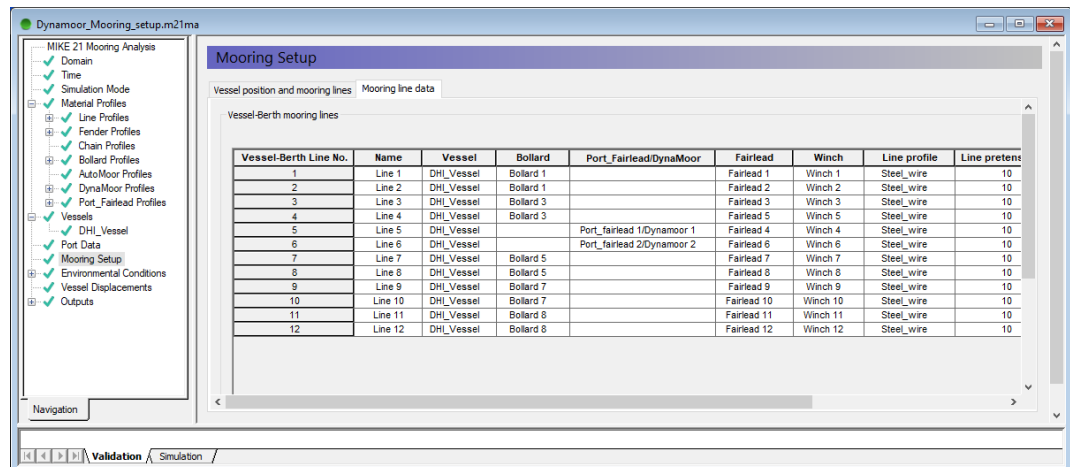 Dynamoor_Mooring_setup.m21ma
MIKE 21 Mooring Analysis
Domain
Time
Simulation Mode
Material Profiles
Line Profiles
Fender Profiles
Chain Profiles
Bollard Profiles
AutoMoor Profiles
DynaMoor Profiles
Port_Fairlead Profiles
Vessels
DHI_Vessel
Port Data
Mooring Setup
Environmental Conditions
Vessel Displacements
Outputs
Navigation
Mooring Setup
Vessel position and mooring lines Mooring line data
Vessel-Berth mooring lines
Vessel-Berth Line No. Name Vessel Bollard Port_Fairlead/DynaMoor Fairlead Winch Line profile Line pretens
1 Line 1 DHI_Vessel Bollard 1 Fairlead 1 Winch 1 Steel_wire 10
2 Line 2 DHI_Vessel Bollard 1 Fairlead 2 Winch 2 Steel_wire 10
3 Line 3 DHI_Vessel Bollard 3 Fairlead 3 Winch 3 Steel_wire 10
4 Line 4 DHI_Vessel Bollard 3 Fairlead 5 Winch 5 Steel_wire 10
5 Line 5 DHI_Vessel Port_fairlead 1/Dynamoor 1 Fairlead 4 Winch 4 Steel_wire 10
6 Line 6 DHI_Vessel Port_fairlead 2/Dynamoor 2 Fairlead 6 Winch 6 Steel_wire 10
7 Line 7 DHI_Vessel Bollard 5 Fairlead 7 Winch 7 Steel_wire 10
8 Line 8 DHI_Vessel Bollard 5 Fairlead 8 Winch 8 Steel_wire 10
9 Line 9 DHI_Vessel Bollard 7 Fairlead 9 Winch 9 Steel_wire 10
10 Line 10 DHI_Vessel Bollard 7 Fairlead 10 Winch 10 Steel_wire 10
11 Line 11 DHI_Vessel Bollard 8 Fairlead 11 Winch 11 Steel_wire 10
12 Line 12 DHI_Vessel Bollard 8 Fairlead 12 Winch 12 Steel_wire 10
Validation Simulation